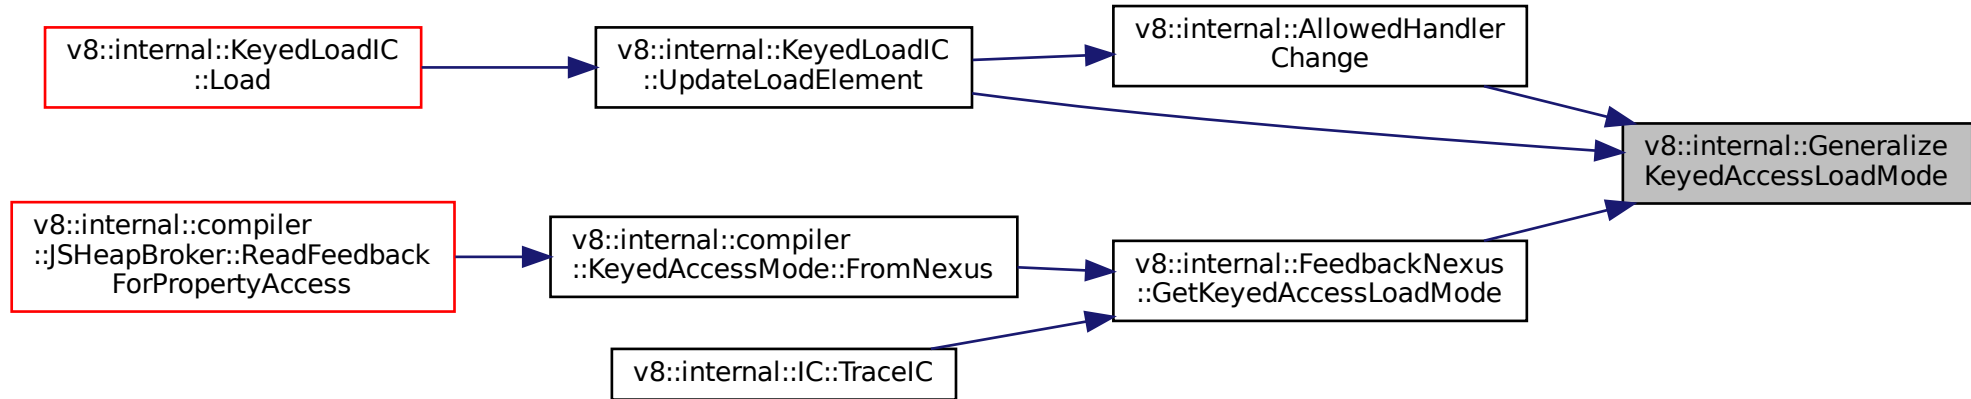 v8::internal::KeyedLoadIC
::Load
v8::internal::KeyedLoadIC
::UpdateLoadElement
v8::internal::AllowedHandler
Change
v8::internal::Generalize
KeyedAccessLoadMode
v8::internal::compiler
::JSHeapBroker::ReadFeedback
ForPropertyAccess
v8::internal::compiler
::KeyedAccessMode::FromNexus
v8::internal::FeedbackNexus
::GetKeyedAccessLoadMode
v8::internal::IC::TraceIC